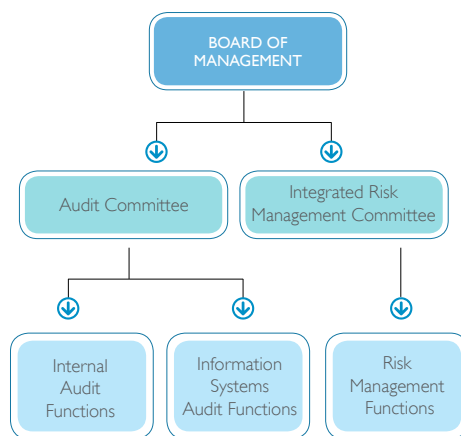 BOARD OF
MANAGEMENT
Audit Committee
Integrated Risk
Management Committee
Internal
Audit
Functions
Information
Systems
Audit Functions
Risk
Management
Functions